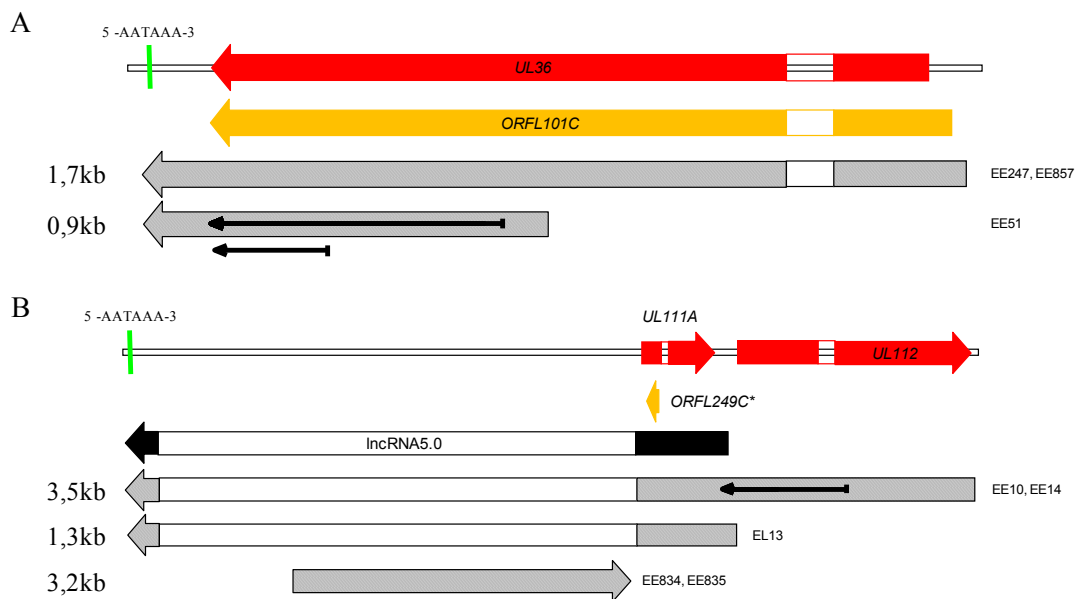 A
5 -AATAAA-3
UL36
ORFL101C
1,7kb
EE247, EE857
0,9kb
EE51
B
5 -AATAAA-3
UL111A
UL112
ORFL249C*
lncRNA5.0
3,5kb
EE10, EE14
1,3kb
EL13
3,2kb
EE834, EE835